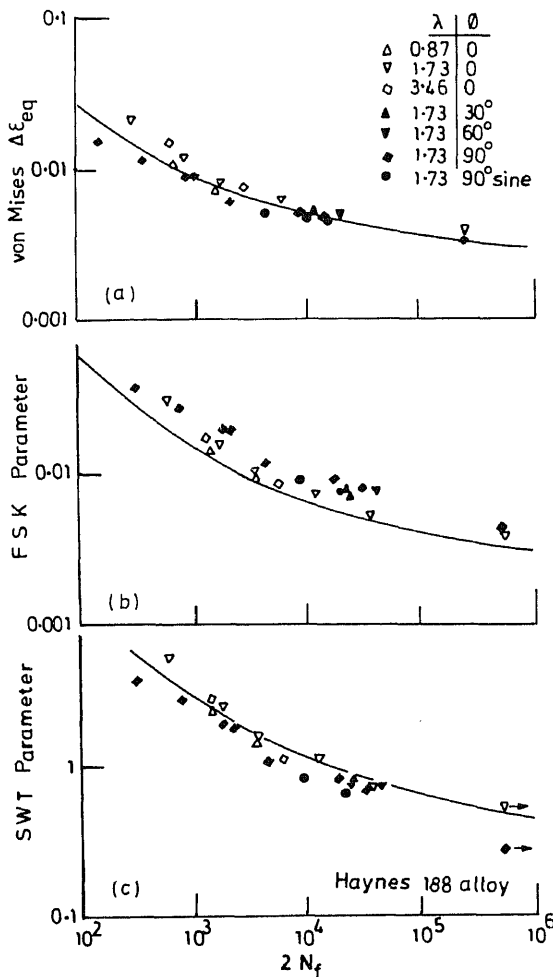 0·1
λ ø
△ 0·87 0
▽ 1·73 0
◇ 3·46 0
▲ 1·73 30°
▼ 1·73 60°
◆ 1·73 90°
● 1·73 90° sine
von Mises Δε_eq
0·01
(a)
0·001
FSK Parameter
0·01
(b)
0·001
SWT Parameter
1
(c)
Haynes 188 alloy
0·1
10² 10³ 10⁴ 10⁵ 10⁶
2 N_f